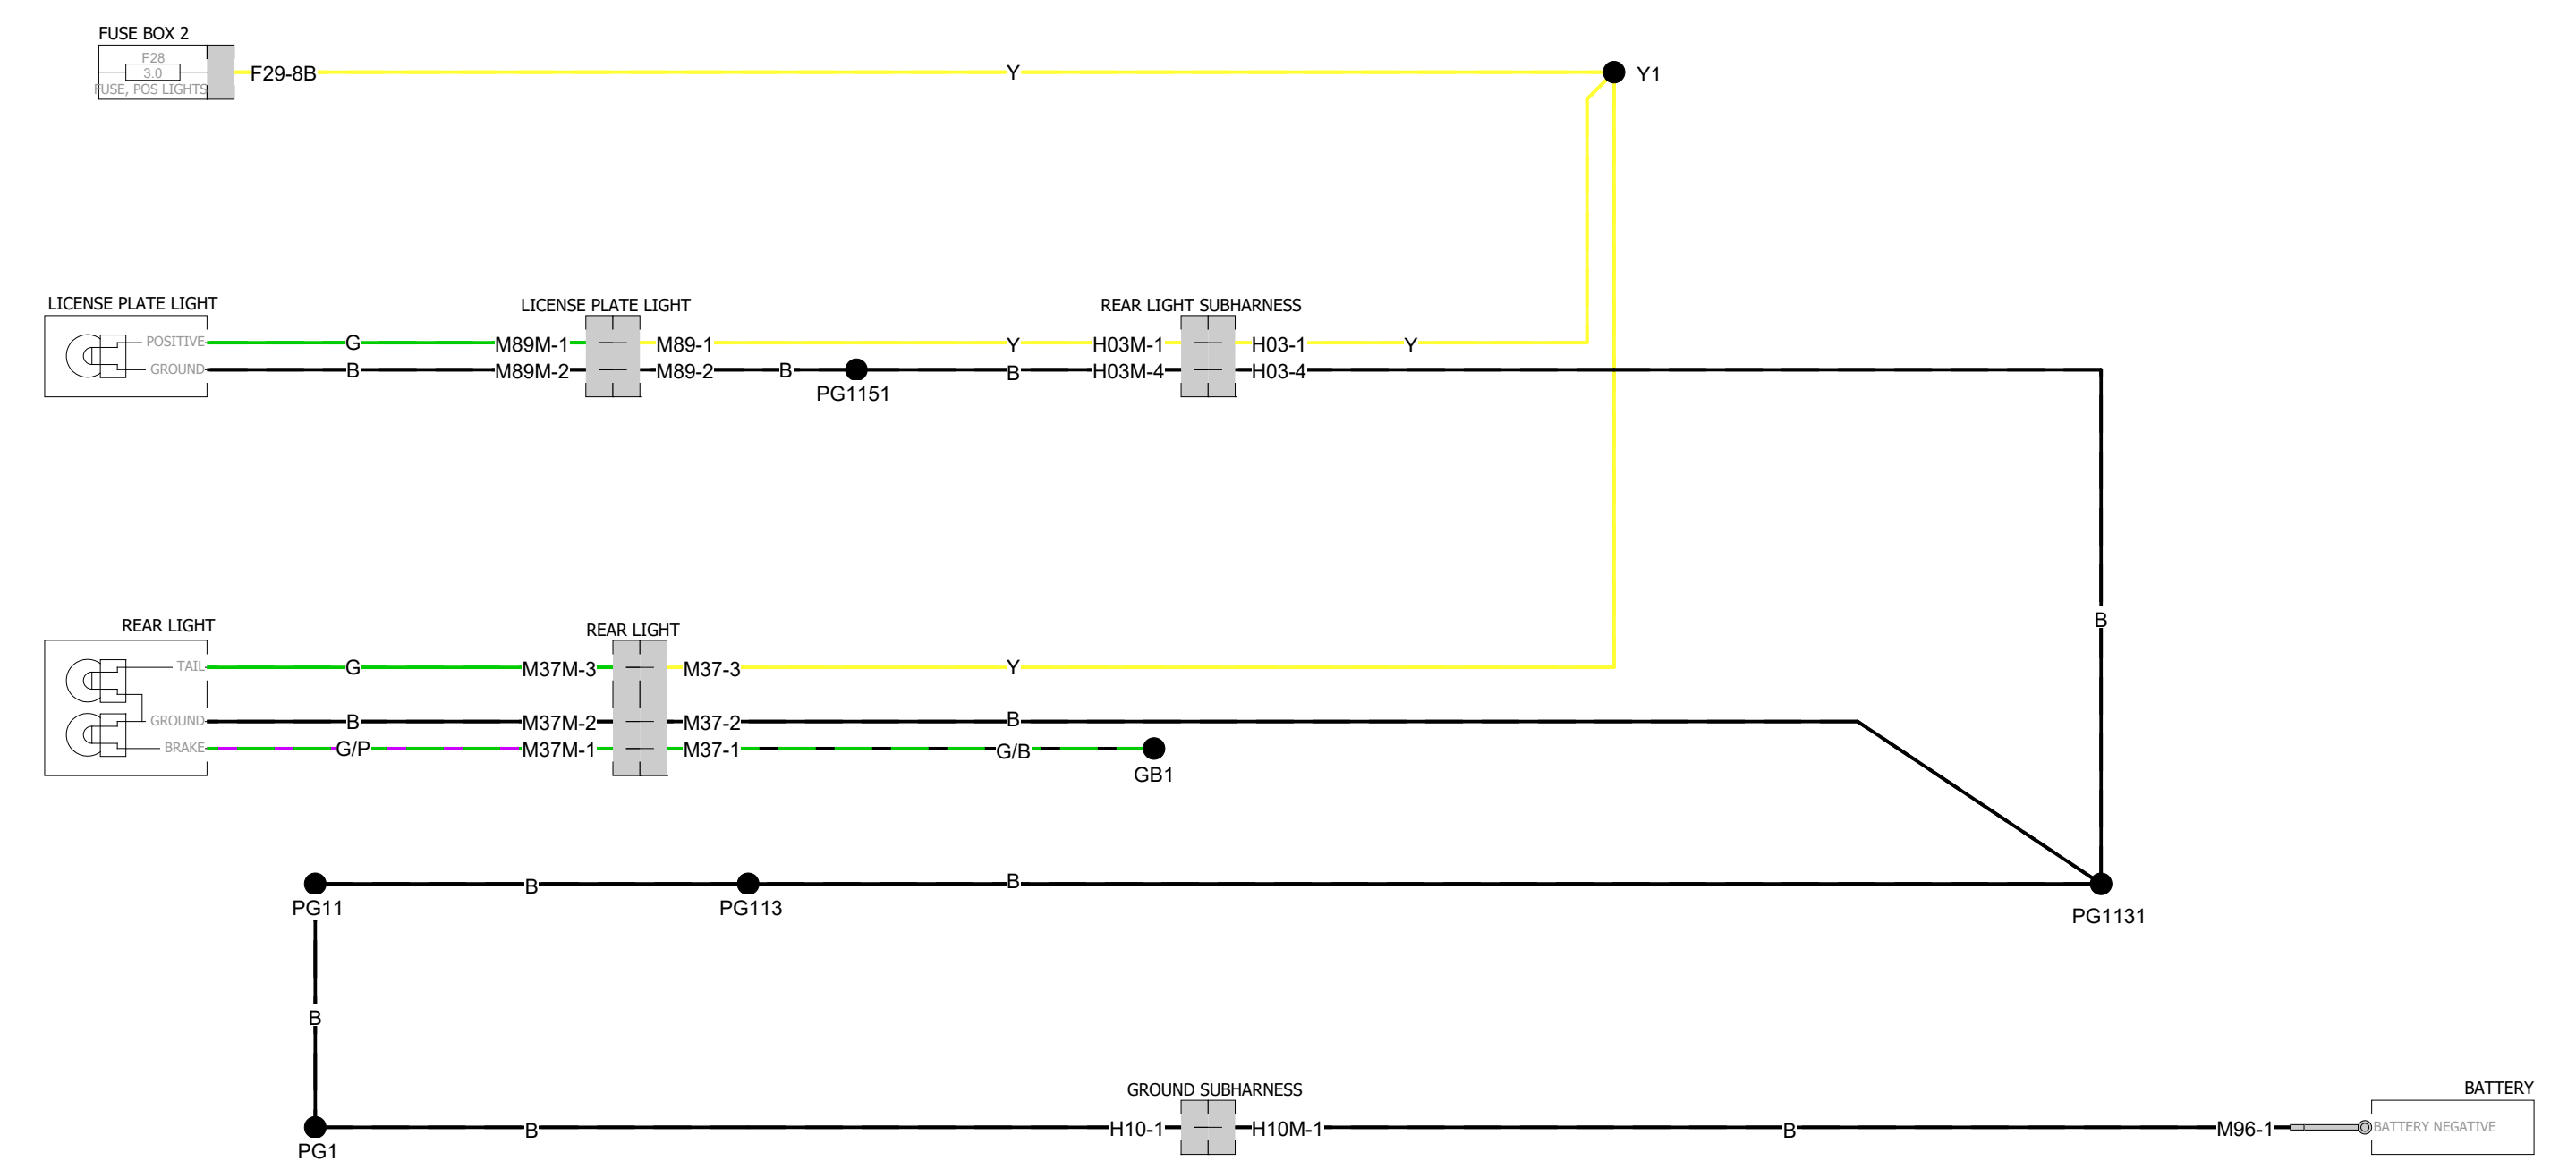 FUSE BOX 2
F28
3.0
FUSE, POS LIGHTS
F29-8B
Y
Y1
LICENSE PLATE LIGHT
LICENSE PLATE LIGHT
REAR LIGHT SUBHARNESS
POSITIVE
G
M89M-1
M89-1
Y
H03M-1
H03-1
Y
GROUND
B
M89M-2
M89-2
B
PG1151
B
H03M-4
H03-4
B
REAR LIGHT
REAR LIGHT
TAIL
G
M37M-3
M37-3
Y
GROUND
B
M37M-2
M37-2
B
BRAKE
G/P
M37M-1
M37-1
G/B
GB1
PG11
B
PG113
B
PG1131
B
GROUND SUBHARNESS
BATTERY
PG1
B
H10-1
H10M-1
B
M96-1
BATTERY NEGATIVE